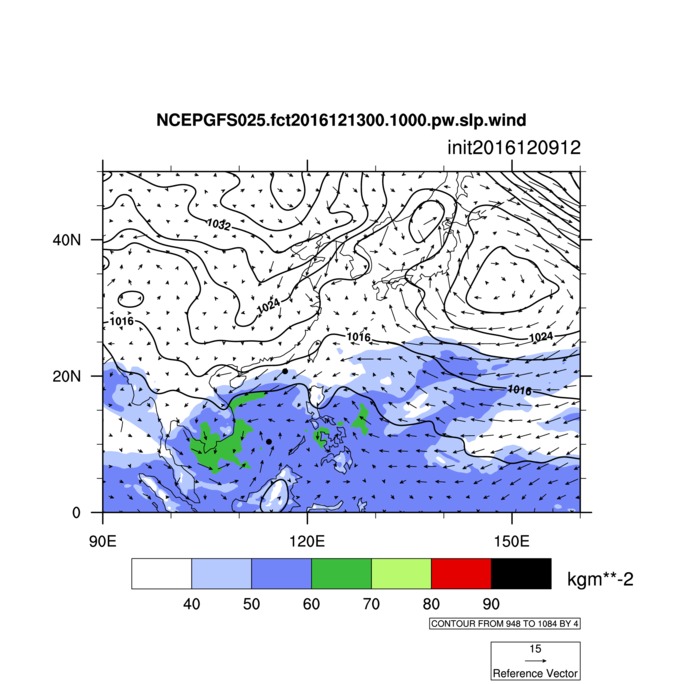 NCEPGFS025.fct2016121300.1000.pw.slp.wind
init2016120912
1032
40N
1024
1016
1016
1024
20N
1016
0
90E 120E 150E
kgm**-2
40 50 60 70 80 90
CONTOUR FROM 948 TO 1084 BY 4
15
Reference Vector